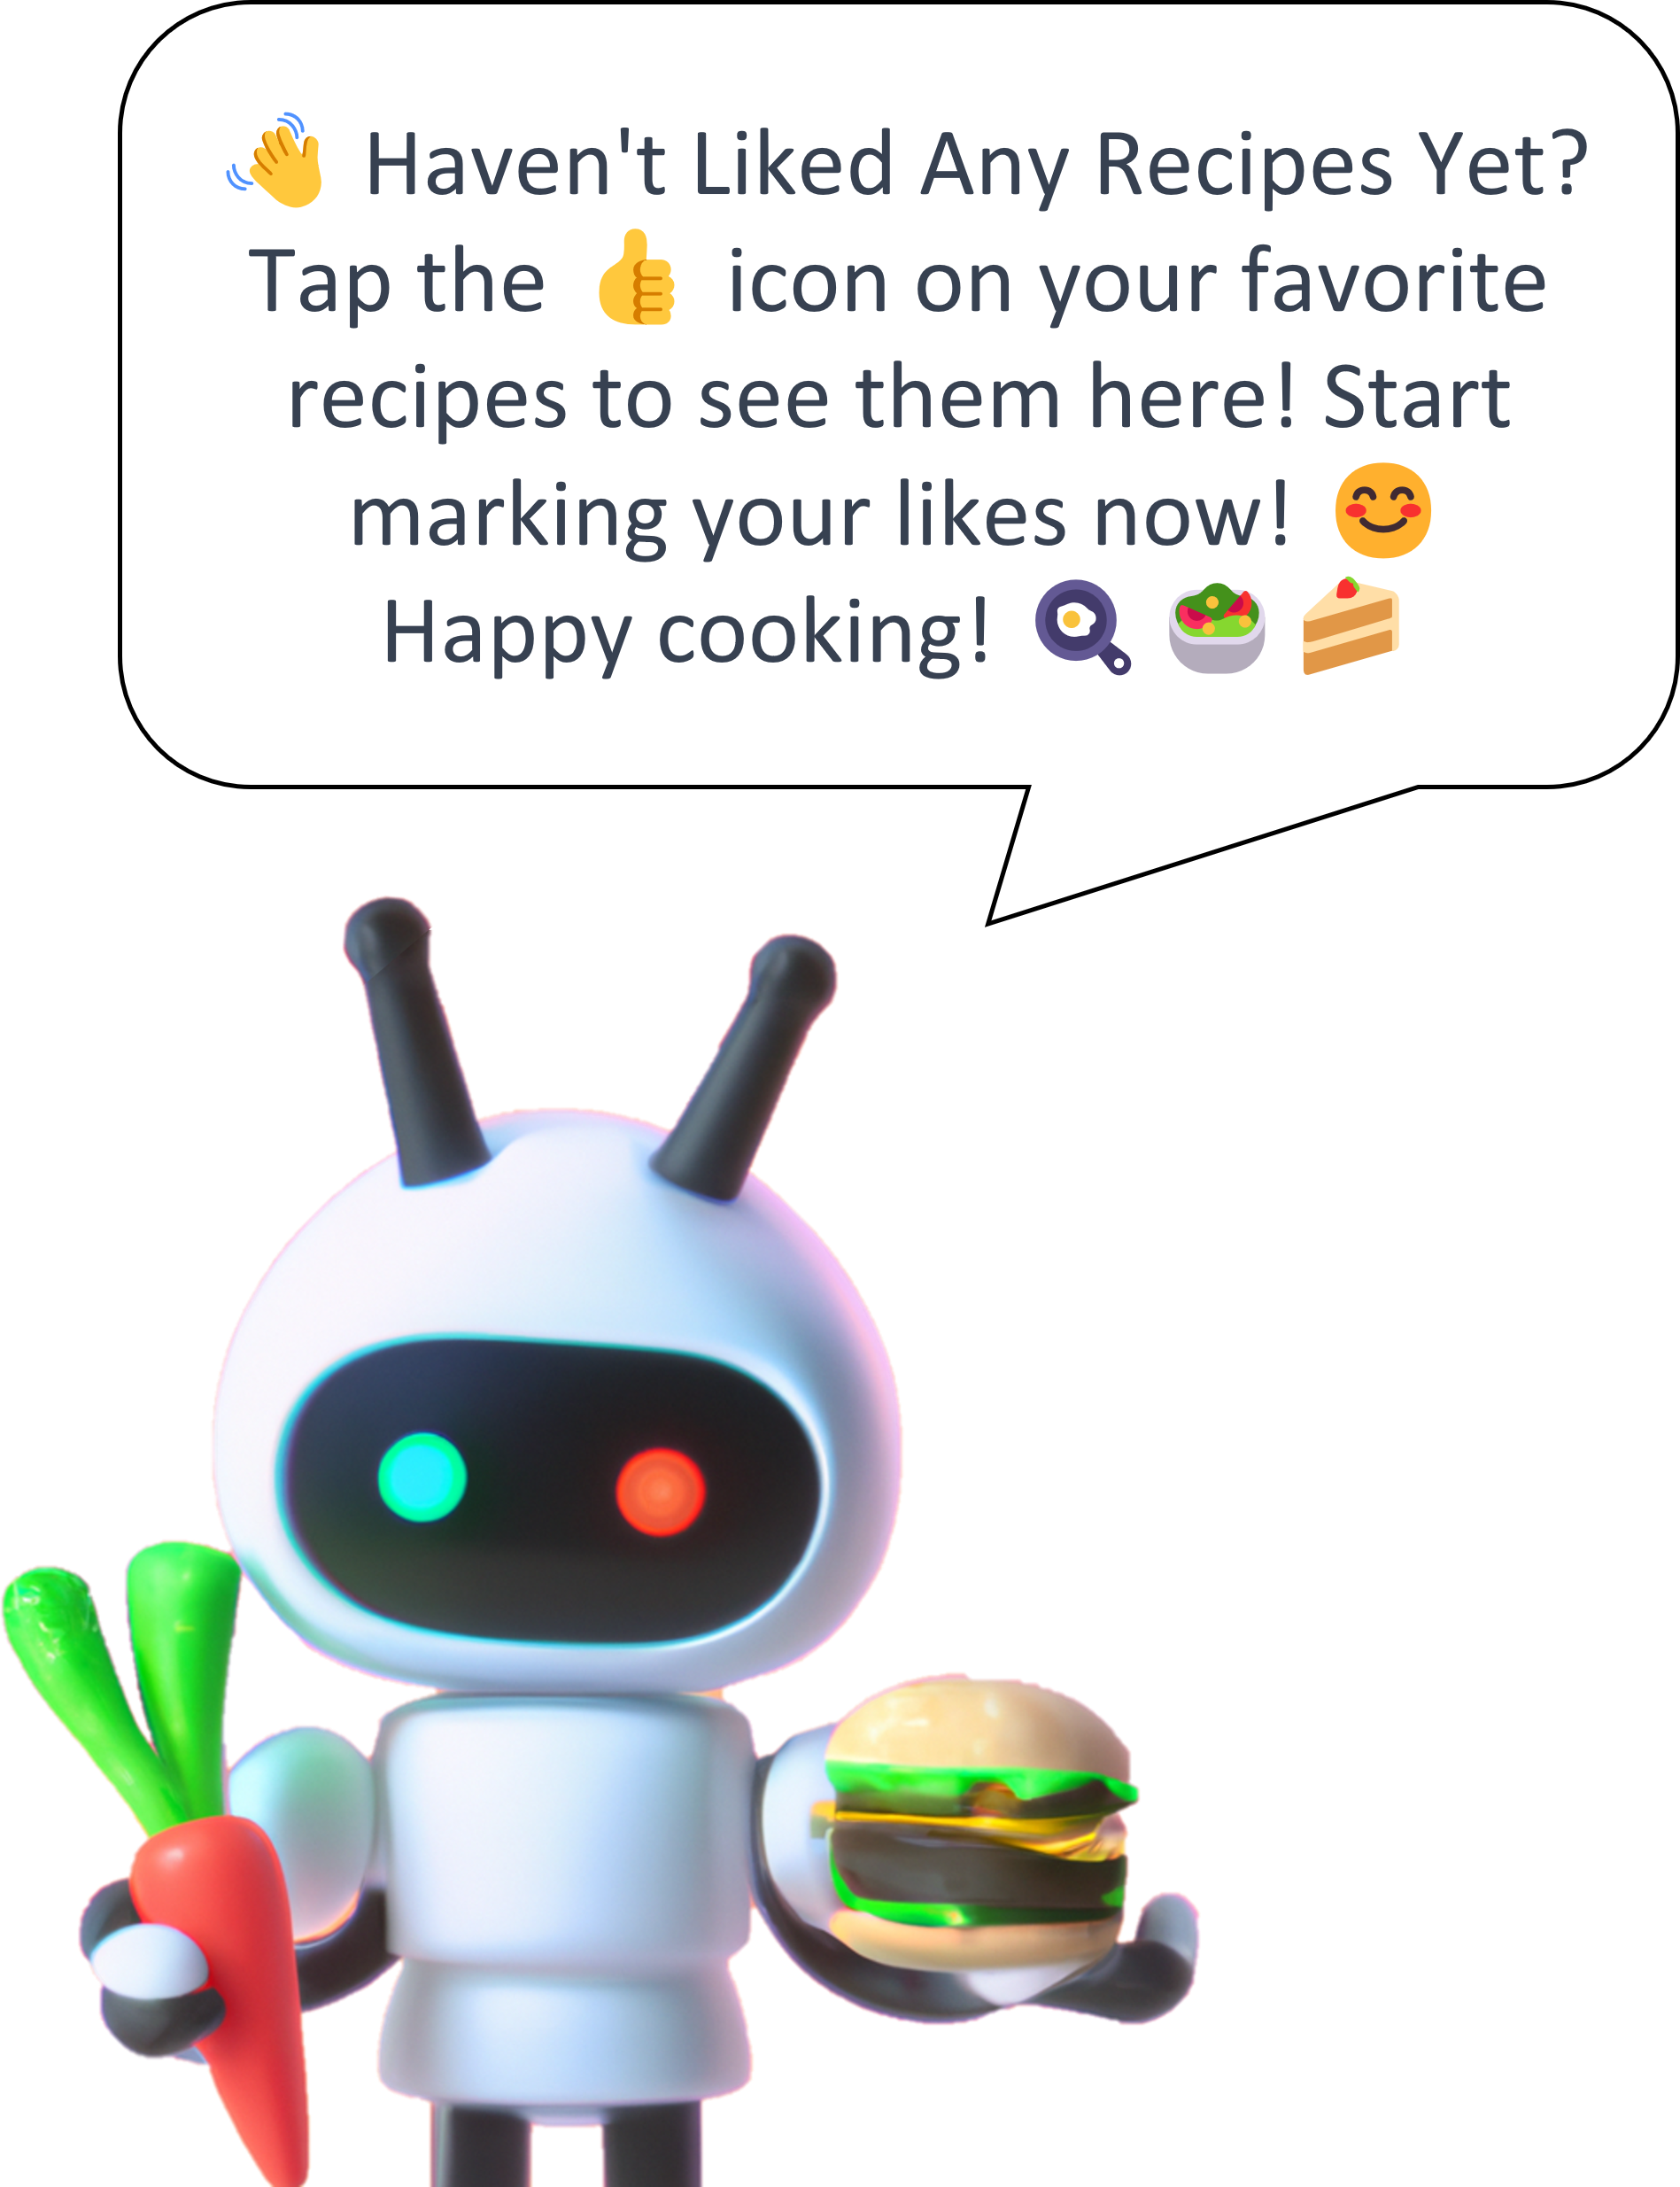 👋 Haven't Liked Any Recipes Yet?
Tap the 👍 icon on your favorite
recipes to see them here! Start
marking your likes now! 😊
Happy cooking! 🍳 🥗 🍰